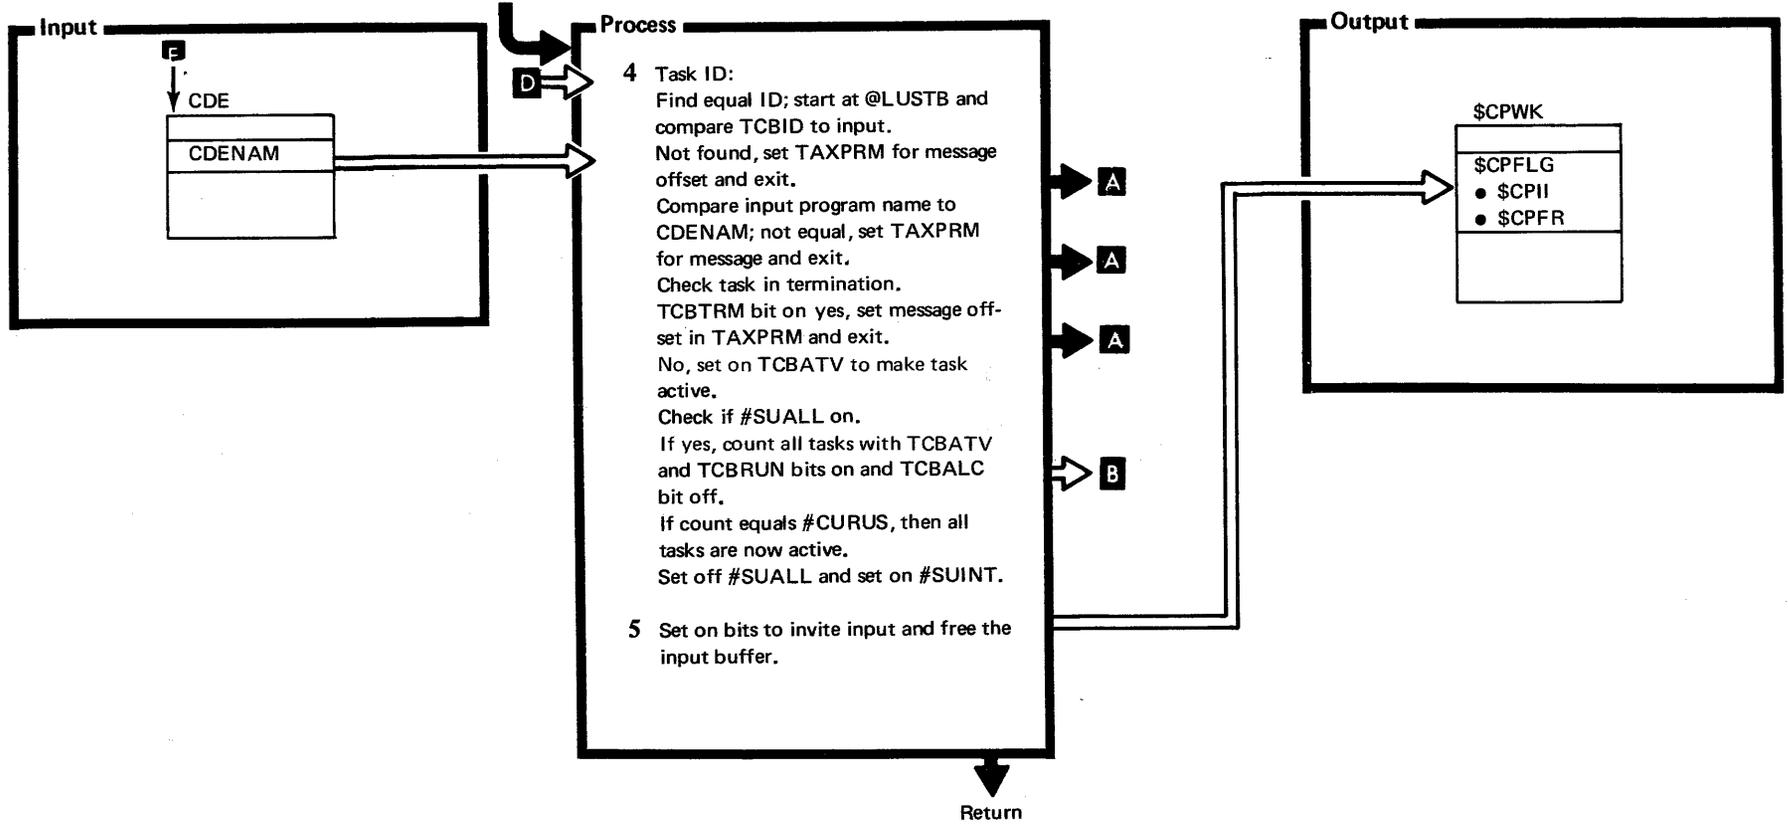 Input
E
CDE
CDENAM
D
Process
4 Task ID:
Find equal ID; start at @LUSTB and
compare TCBID to input.
Not found, set TAXPRM for message
offset and exit.
Compare input program name to
CDENAM; not equal, set TAXPRM
for message and exit.
Check task in termination.
TCBTRM bit on yes, set message off-
set in TAXPRM and exit.
No, set on TCBATV to make task
active.
Check if #SUALL on.
If yes, count all tasks with TCBATV
and TCBRUN bits on and TCBALC
bit off.
If count equals #CURUS, then all
tasks are now active.
Set off #SUALL and set on #SUINT.
5 Set on bits to invite input and free the
input buffer.
A
A
A
B
Return
Output
$CPWK
$CPFLG
• $CPII
• $CPFR